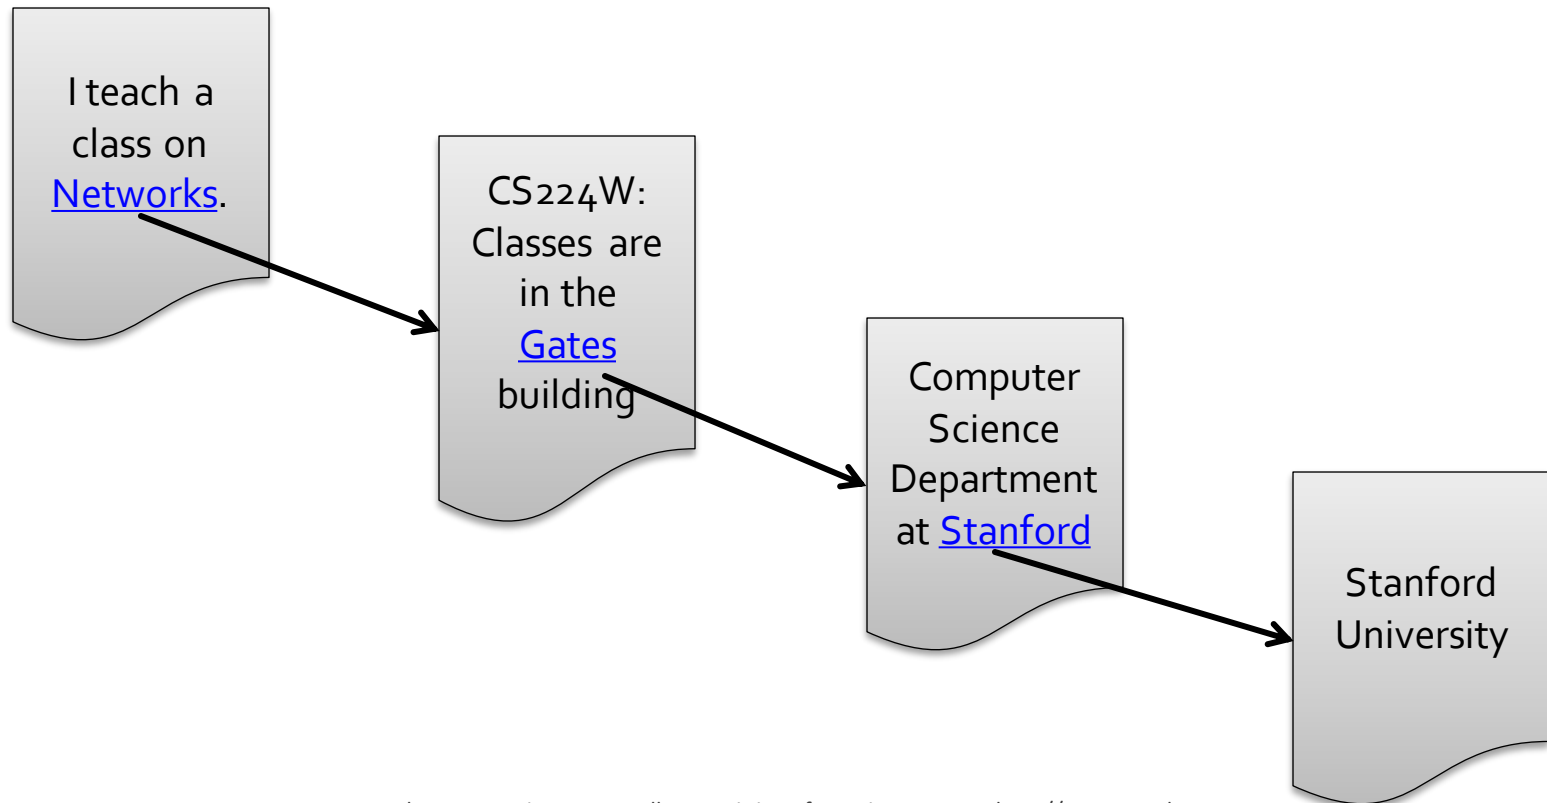 I teach a
class on
Networks.
CS224W:
Classes are
in the
Gates
building
Computer
Science
Department
at Stanford
Stanford
University